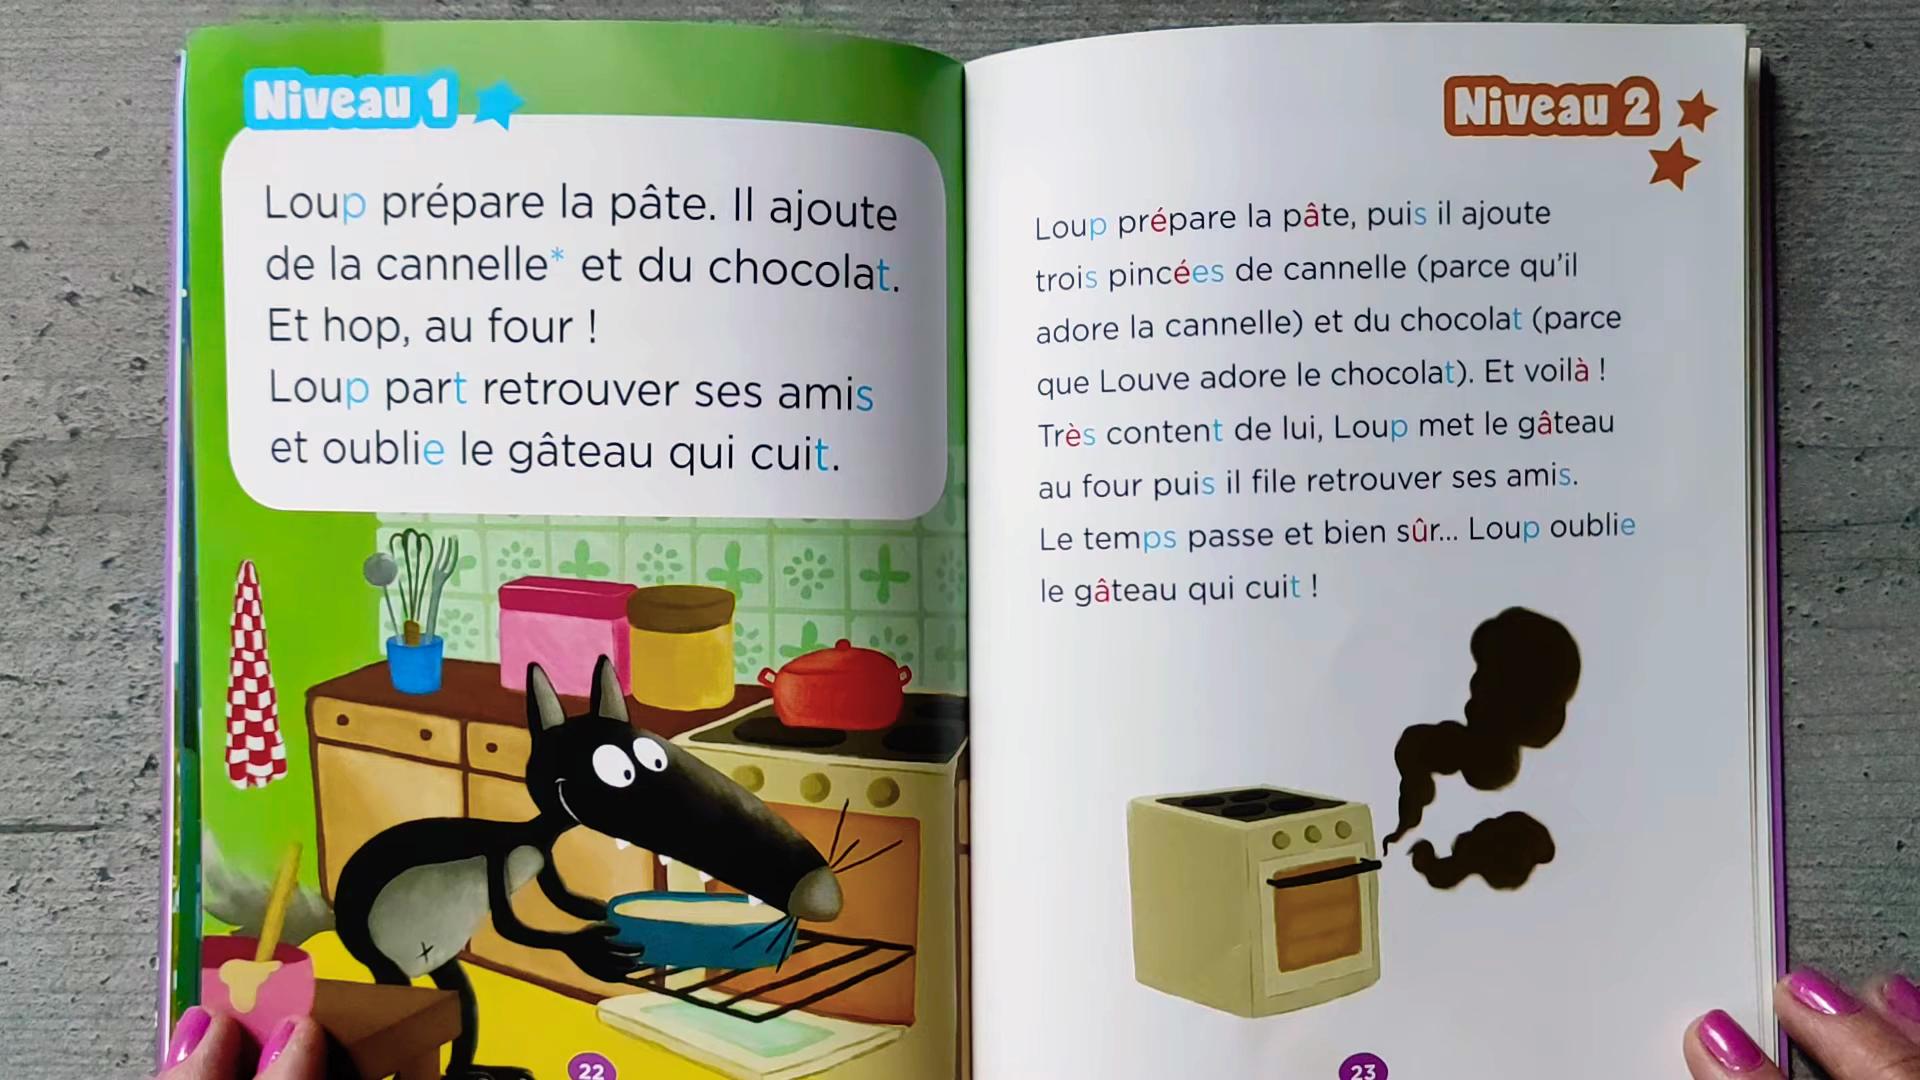 Niveau 1
Loup prépare la pâte. Il ajoute
de la cannelle* et du chocolat.
Et hop, au four !
Loup part retrouver ses amis
et oublie le gâteau qui cuit.
22
Niveau 2
Loup prépare la pâte, puis il ajoute
trois pincées de cannelle (parce qu'il
adore la cannelle) et du chocolat (parce
que Louve adore le chocolat). Et voilà !
Très content de lui, Loup met le gâteau
au four puis il file retrouver ses amis.
Le temps passe et bien sûr... Loup oublie
le gâteau qui cuit !
23